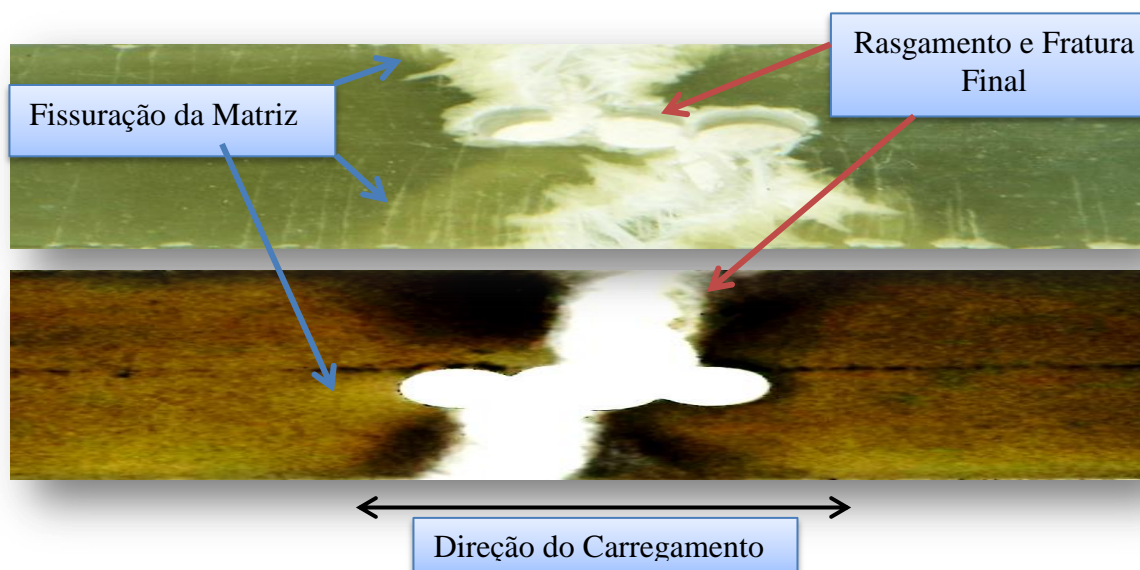 Rasgamento e Fratura
Final
Fissuração da Matriz
Direção do Carregamento